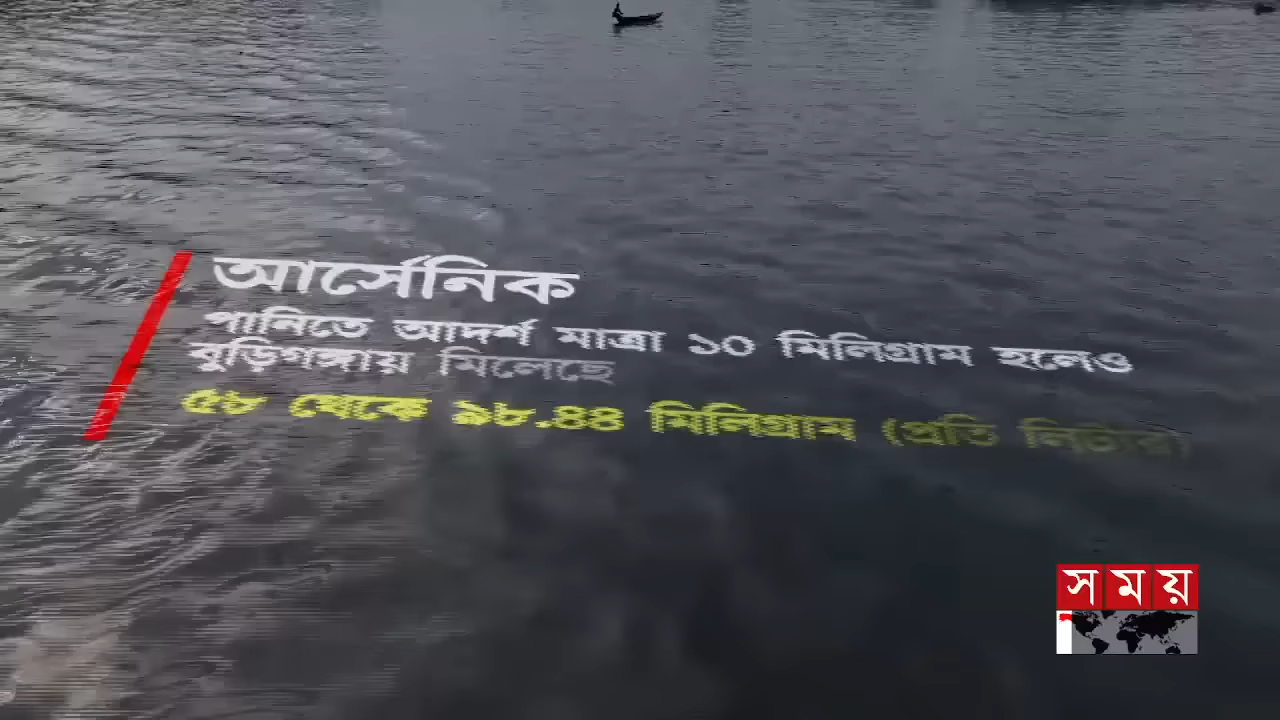 আর্সেনিক
পানিতে আদর্শ মাত্রা ১০ মিলিগ্রাম হলেও
বুড়িগঙ্গায় মিলেছে
৫৮ থেকে ৯৮.৪৪ মিলিগ্রাম (প্রতি লিটার)
সময়